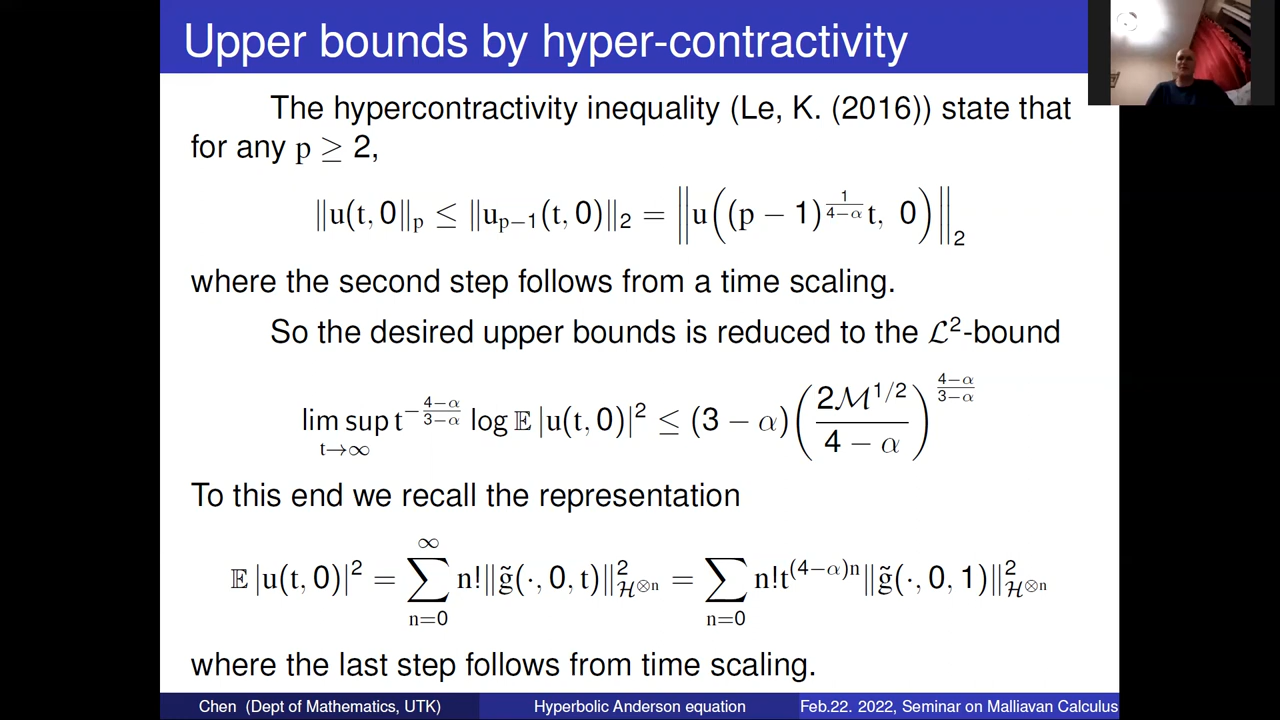 Upper bounds by hyper-contractivity
The hypercontractivity inequality (Le, K. (2016)) state that
for any p ≥ 2,
‖u(t, 0‖_p ≤ ‖u_{p−1}(t, 0)‖_2 = ‖u((p − 1)^{1/(4−α)} t, 0)‖_2
where the second step follows from a time scaling.
So the desired upper bounds is reduced to the ℒ²-bound
lim sup_{t→∞} t^{−(4−α)/(3−α)} log 𝔼 |u(t, 0)|² ≤ (3 − α)(2ℳ^{1/2}/(4 − α))^{(4−α)/(3−α)}
To this end we recall the representation
𝔼 |u(t, 0)|² = ∑_{n=0}^{∞} n!‖g̃(·, 0, t)‖²_{ℋ^{⊗n}} = ∑_{n=0} n!t^{(4−α)n}‖g̃(·, 0, 1)‖²_{ℋ^{⊗n}}
where the last step follows from time scaling.
Chen (Dept of Mathematics, UTK) Hyperbolic Anderson equation Feb.22. 2022, Seminar on Malliavan Calculus